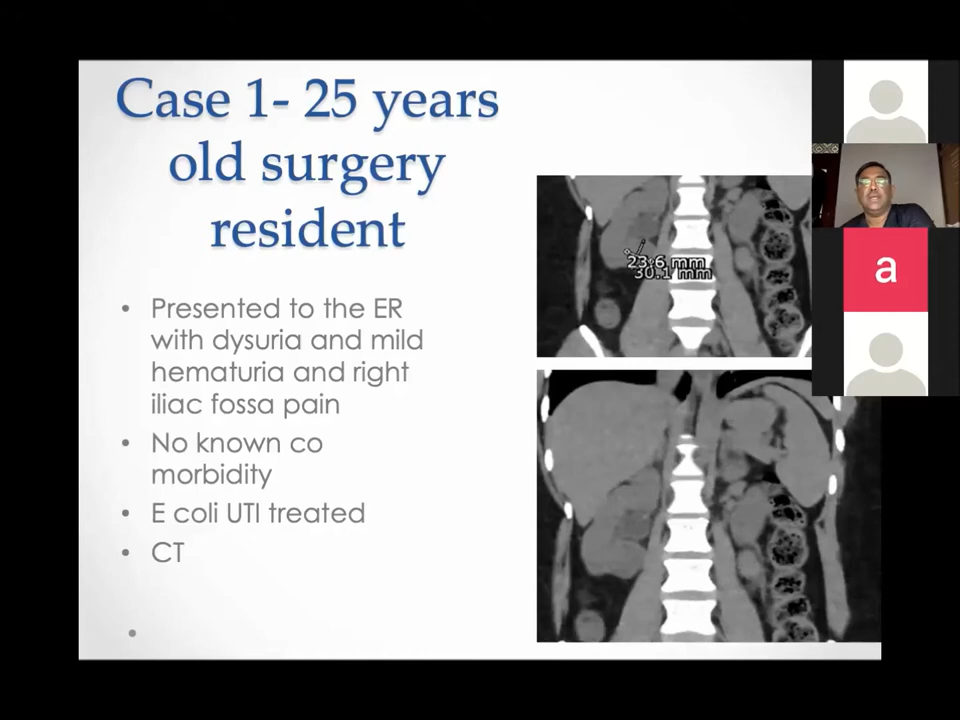 Case 1- 25 years
old surgery
resident
• Presented to the ER
with dysuria and mild
hematuria and right
iliac fossa pain
• No known co
morbidity
• E coli UTI treated
• CT
•
23.6 mm
30.1 mm
a